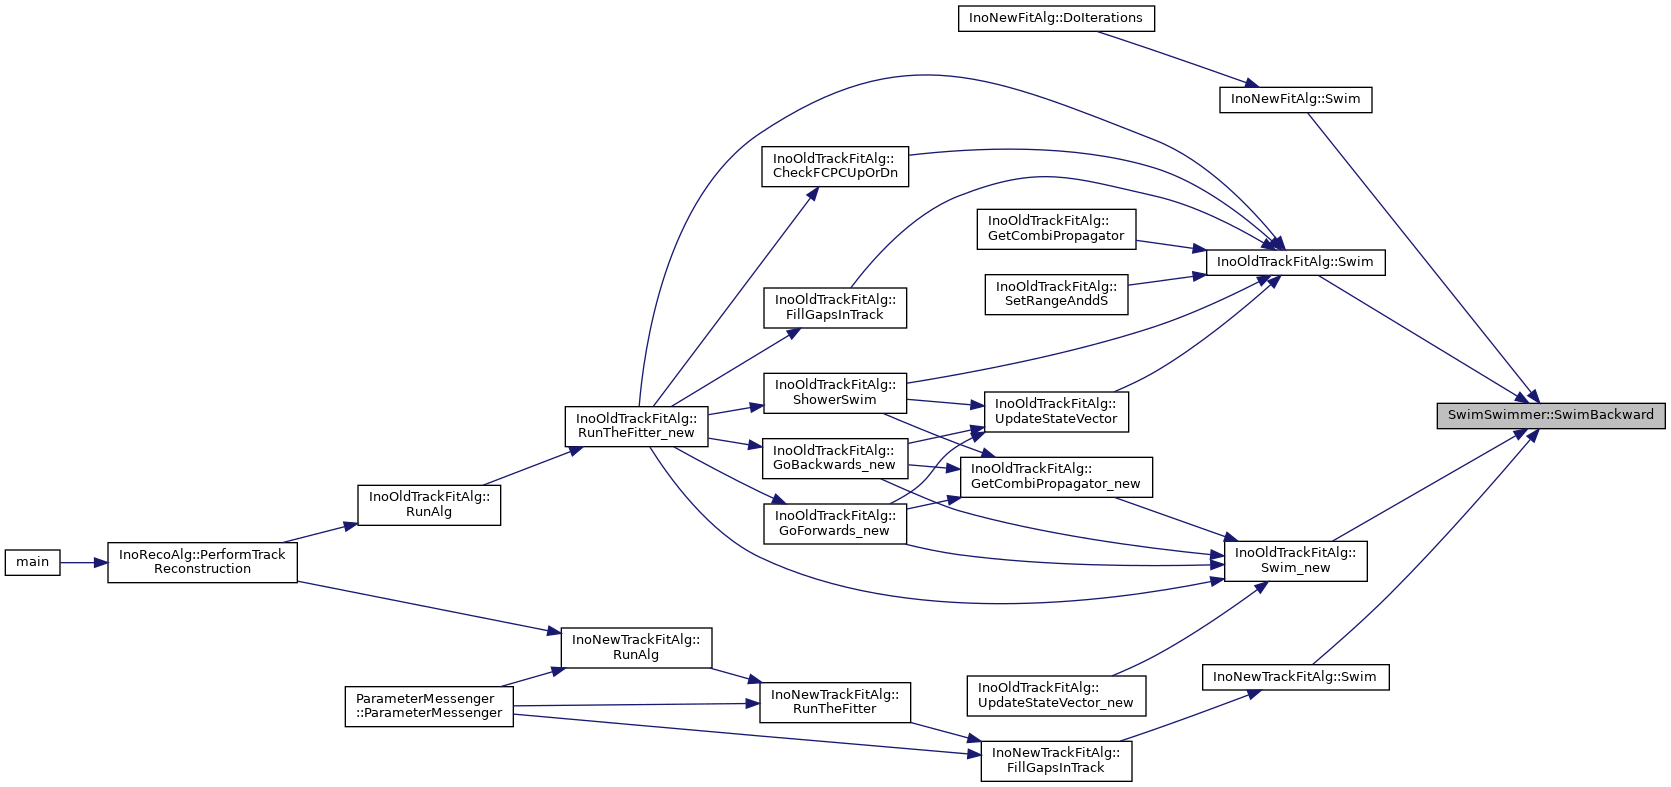 InoNewFitAlg::DoIterations
InoNewFitAlg::Swim
InoOldTrackFitAlg::
CheckFCPCUpOrDn
InoOldTrackFitAlg::
GetCombiPropagator
InoOldTrackFitAlg::Swim
InoOldTrackFitAlg::
SetRangeAnddS
InoOldTrackFitAlg::
FillGapsInTrack
InoOldTrackFitAlg::
ShowerSwim
InoOldTrackFitAlg::
UpdateStateVector
SwimSwimmer::SwimBackward
InoOldTrackFitAlg::
RunTheFitter_new
InoOldTrackFitAlg::
GoBackwards_new
InoOldTrackFitAlg::
GetCombiPropagator_new
InoOldTrackFitAlg::
RunAlg
InoOldTrackFitAlg::
GoForwards_new
main
InoRecoAlg::PerformTrack
Reconstruction
InoOldTrackFitAlg::
Swim_new
InoNewTrackFitAlg::
RunAlg
InoNewTrackFitAlg::Swim
ParameterMessenger
::ParameterMessenger
InoNewTrackFitAlg::
RunTheFitter
InoOldTrackFitAlg::
UpdateStateVector_new
InoNewTrackFitAlg::
FillGapsInTrack